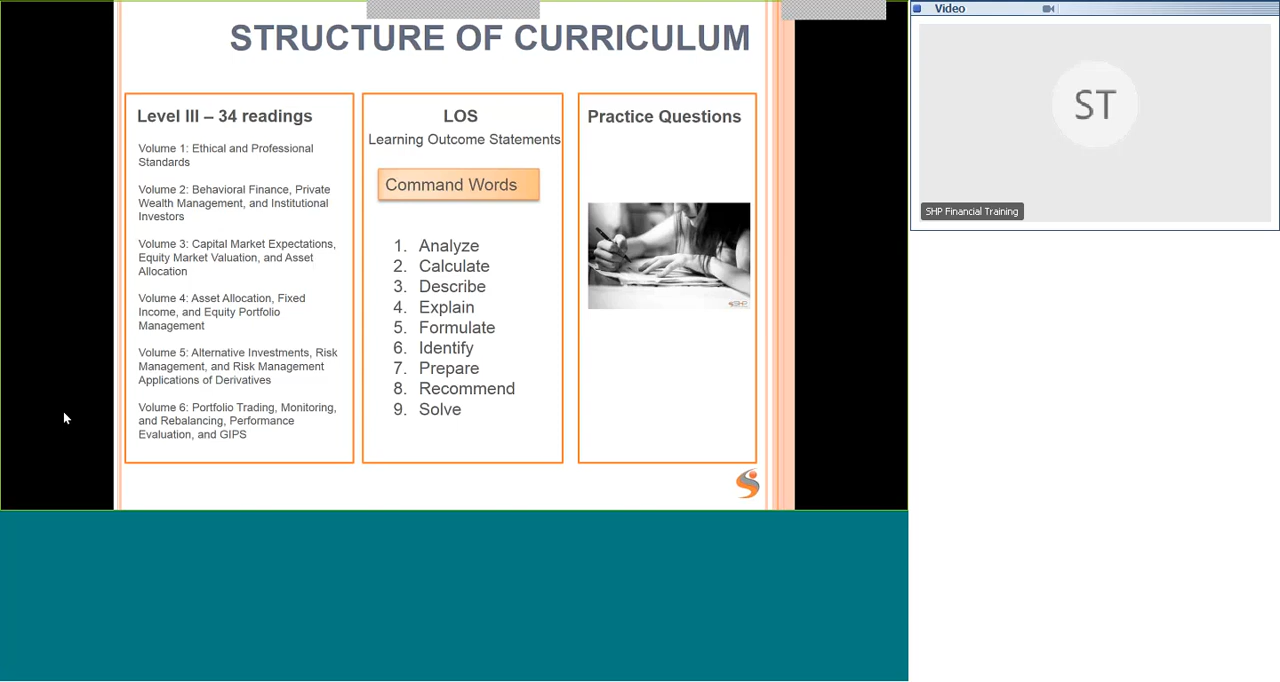 STRUCTURE OF CURRICULUM
Level III – 34 readings
Volume 1: Ethical and Professional
Standards
Volume 2: Behavioral Finance, Private
Wealth Management, and Institutional
Investors
Volume 3: Capital Market Expectations,
Equity Market Valuation, and Asset
Allocation
Volume 4: Asset Allocation, Fixed
Income, and Equity Portfolio
Management
Volume 5: Alternative Investments, Risk
Management, and Risk Management
Applications of Derivatives
Volume 6: Portfolio Trading, Monitoring,
and Rebalancing, Performance
Evaluation, and GIPS
LOS
Learning Outcome Statements
Command Words
1. Analyze
2. Calculate
3. Describe
4. Explain
5. Formulate
6. Identify
7. Prepare
8. Recommend
9. Solve
Practice Questions
SHP
Video
ST
SHP Financial Training